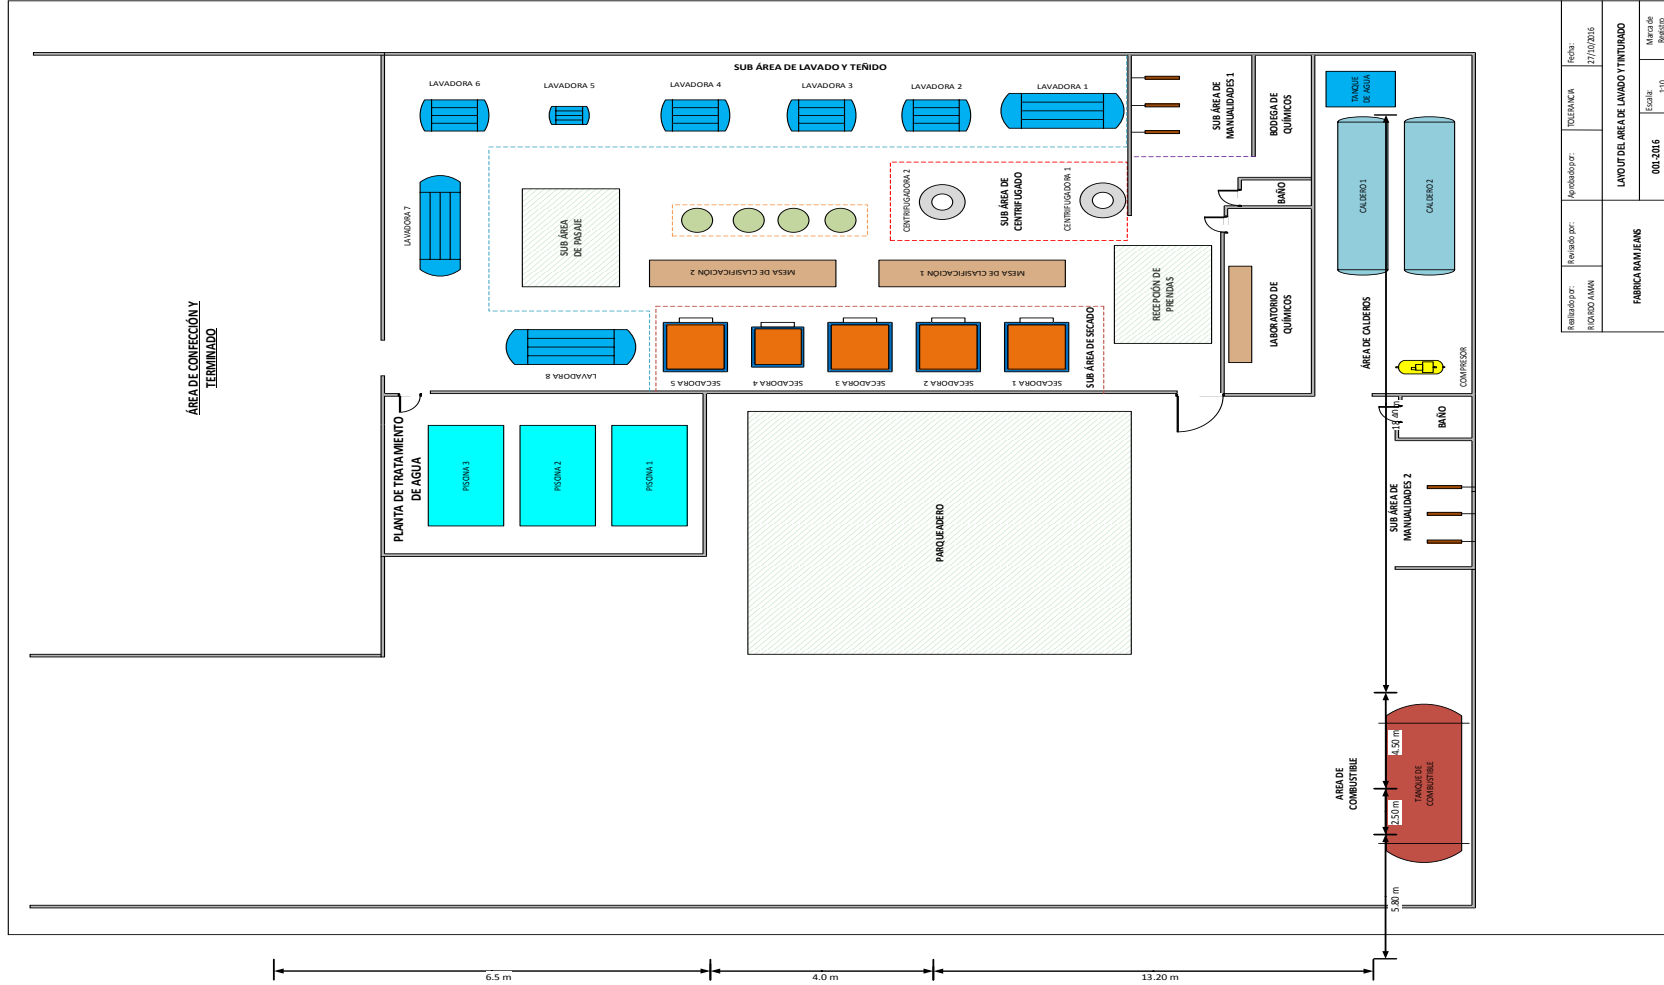 SUB ÁREA DE LAVADO Y TEÑIDO
LAVADORA 6
LAVADORA 5
LAVADORA 4
LAVADORA 3
LAVADORA 2
LAVADORA 1
LAVADORA 7
LAVADORA 8
SUB ÁREA DE
MANUALIDADES 1
BODEGA DE
QUÍMICOS
TANQUE
DE AGUA
CALDERO 1
CALDERO 2
BAÑO
CENTRIFUGADORA 2
SUB ÁREA DE
CENTRIFUGADO
CENTRIFUGADORA 1
SUB ÁREA
DE PASAJE
MESA DE CLASIFICACIÓN 2
MESA DE CLASIFICACIÓN 1
RECEPCIÓN DE
PRENDAS
LABORATORIO DE
QUÍMICOS
ÁREA DE CALDEROS
COMPRESOR
SECADORA 5
SECADORA 4
SECADORA 3
SECADORA 2
SECADORA 1
SUB ÁREA DE SECADO
ÁREA DE CONFECCIÓN Y
TERMINADO
PLANTA DE TRATAMIENTO
DE AGUA
PISCINA 3
PISCINA 2
PISCINA 1
PARQUEADERO
BAÑO
SUB ÁREA DE
MANUALIDADES 2
AREA DE
COMBUSTIBLE
TANQUE DE
COMBUSTIBLE
4.50 m
2.50 m
5.80 m
6.5 m
4.0 m
13.20 m
Realizado por:
RICARDO AMAN
Revisado por:
Aprobado por:
TOLERANCIA
Fecha:
27/10/2016
FABRICA RAM JEANS
LAYOUT DEL AREA DE LAVADO Y TINTURADO
001-2016
Escala:
1:10
Marca de
Registro